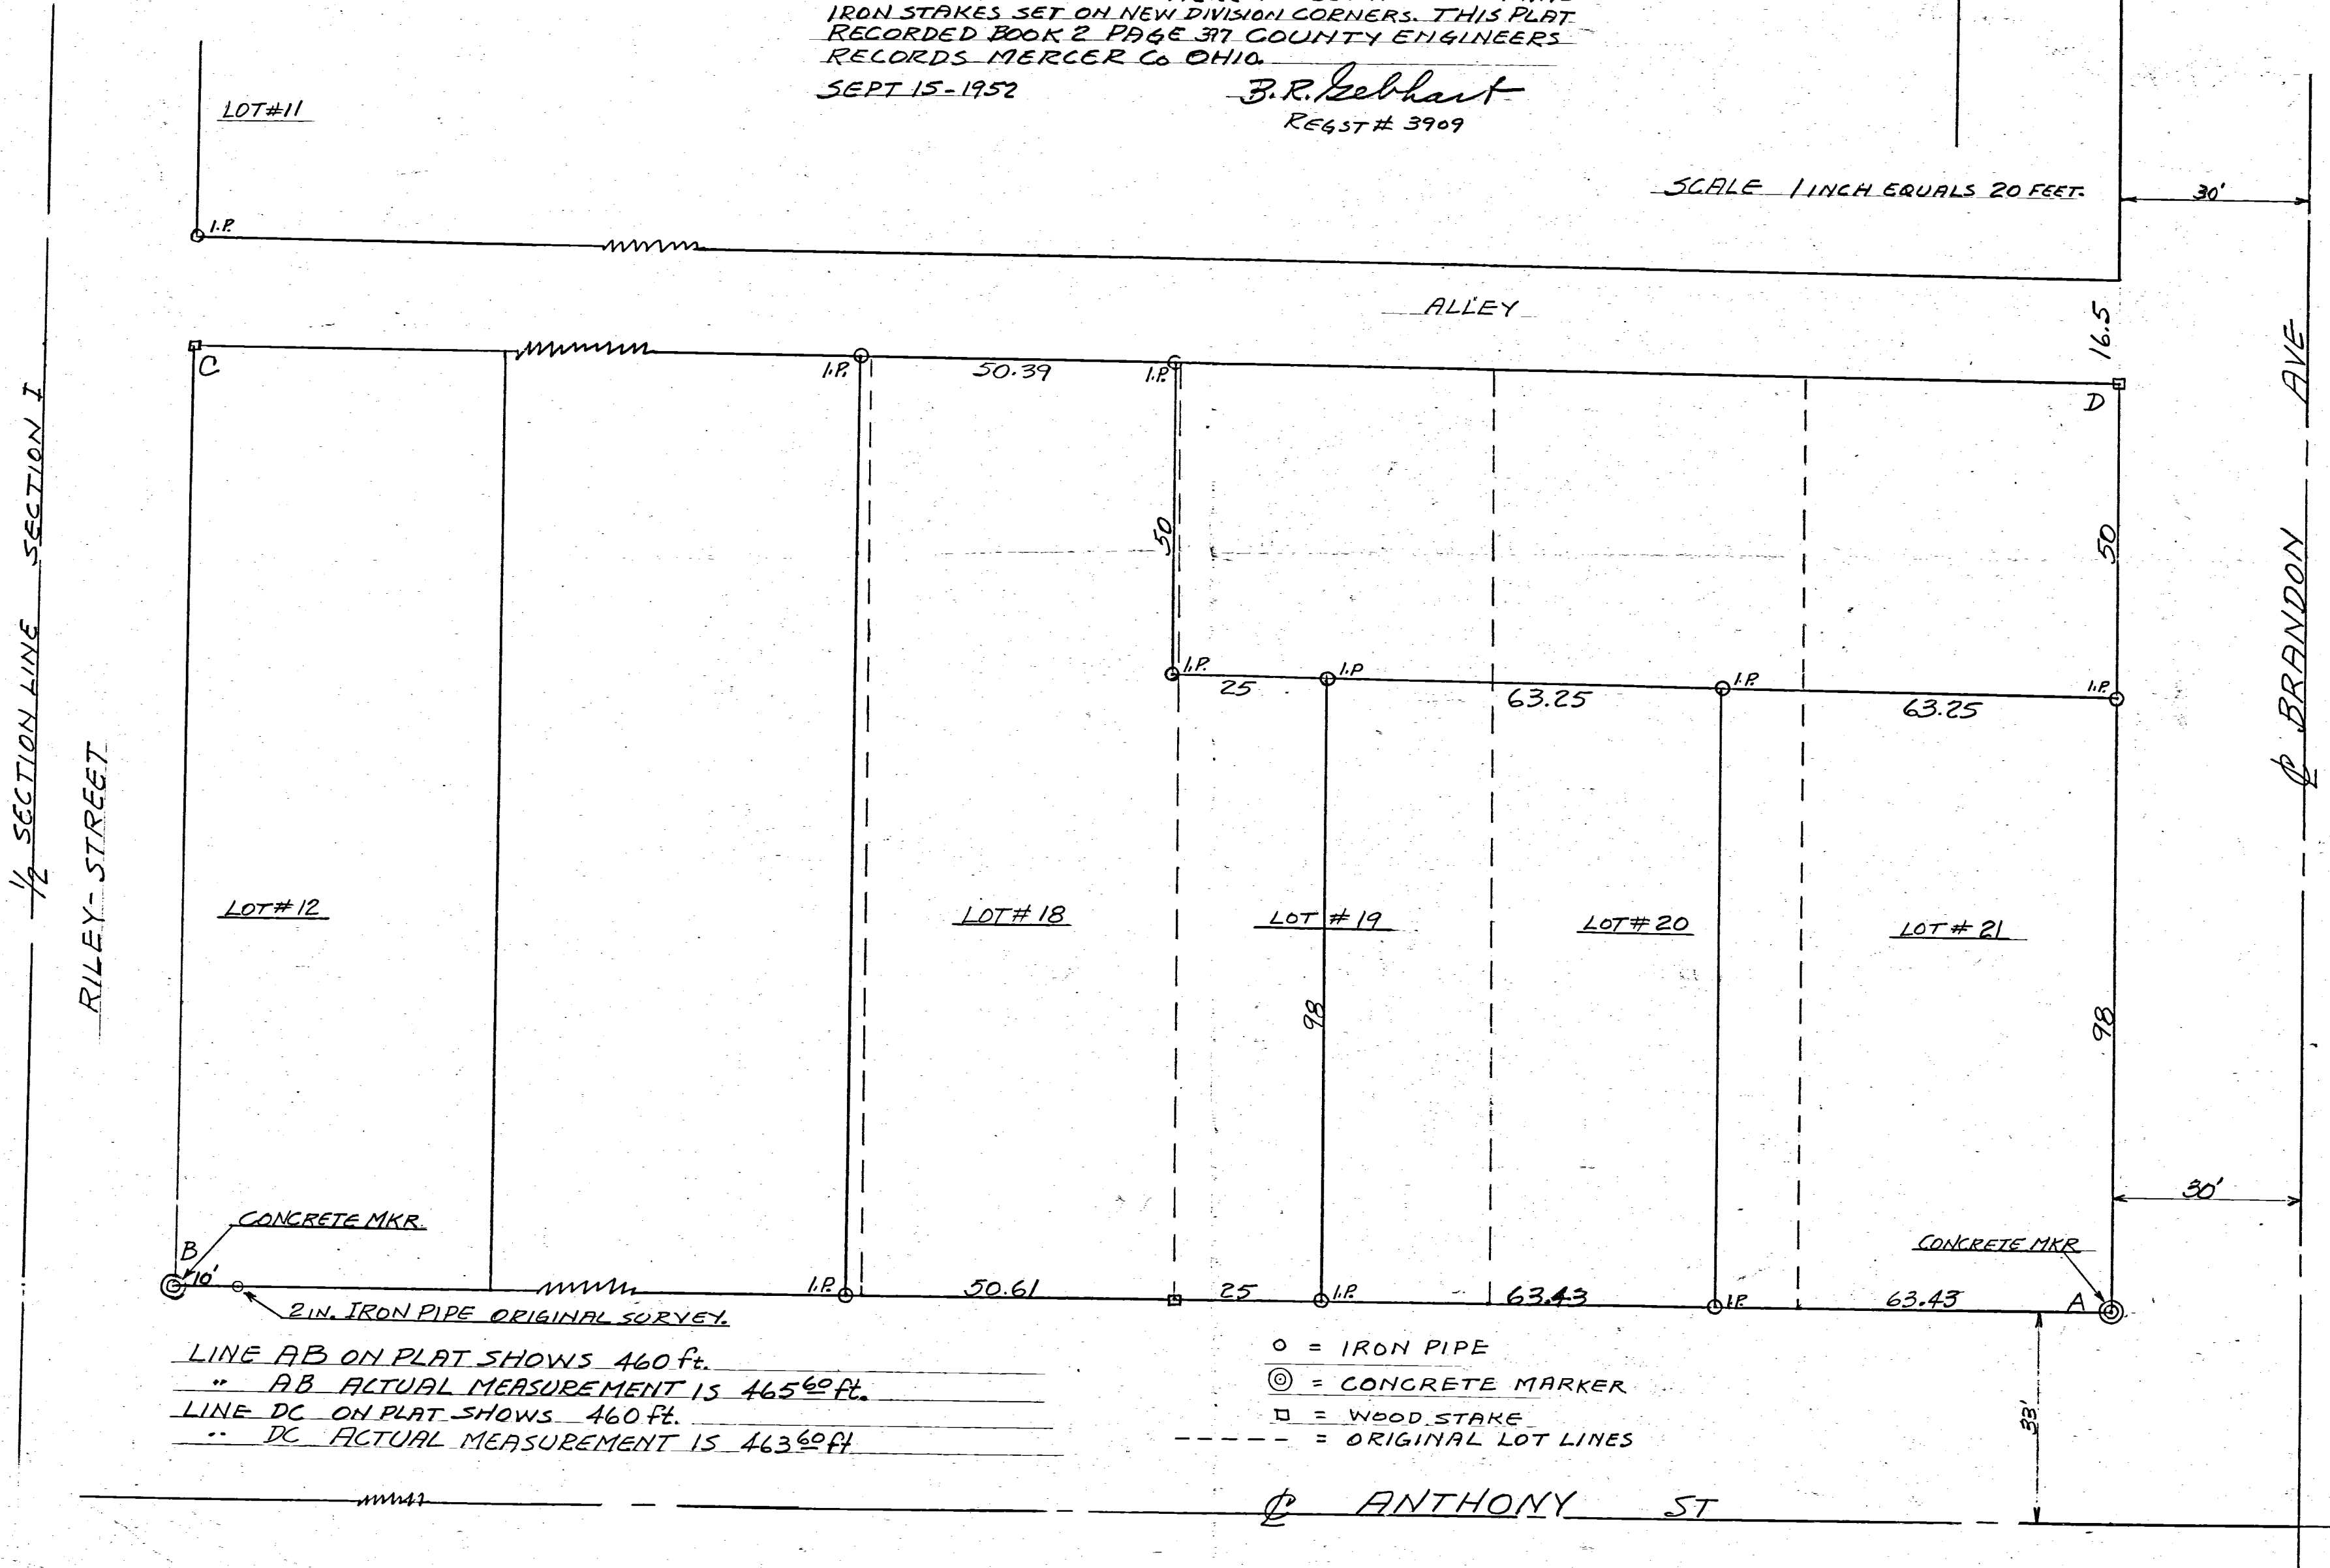 IRON STAKES SET ON NEW DIVISION CORNERS. THIS PLAT
RECORDED BOOK 2 PAGE 317 COUNTY ENGINEERS
RECORDS MERCER Co OHIO.
SEPT 15-1952
B.R. Gebhart
REGST # 3909
LOT #11
SCALE 1 INCH EQUALS 20 FEET.
30'
I.P.
ALLEY
16.5
C
I.P.
50.39
I.P.
D
½ SECTION LINE SECTION I
RILEY-STREET
℄ BRANDON AVE
50
50
I.P.
25
I.P
63.25
I.P.
63.25
I.P.
LOT #12
LOT # 18
LOT # 19
LOT # 20
LOT # 21
98
98
30'
CONCRETE MKR.
CONCRETE MKR
B
10'
I.P.
50.61
25
I.P.
63.43
I.P.
63.43
A
2 IN. IRON PIPE ORIGINAL SURVEY.
LINE AB ON PLAT SHOWS 460 ft.
" AB ACTUAL MEASUREMENT IS 465 60 ft.
LINE DC ON PLAT SHOWS 460 ft.
" DC ACTUAL MEASUREMENT IS 463 60 ft
o = IRON PIPE
◎ = CONCRETE MARKER
□ = WOOD STAKE
----- = ORIGINAL LOT LINES
33'
℄ ANTHONY ST